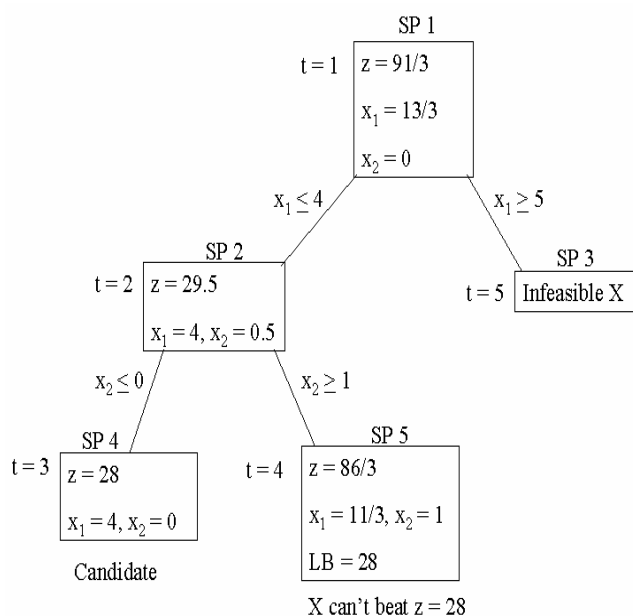 SP 1
t = 1
z = 91/3
x₁ = 13/3
x₂ = 0
x₁ ≤ 4
x₁ ≥ 5
SP 2
t = 2
z = 29.5
x₁ = 4, x₂ = 0.5
SP 3
t = 5
Infeasible X
x₂ ≤ 0
x₂ ≥ 1
SP 4
t = 3
z = 28
x₁ = 4, x₂ = 0
Candidate
SP 5
t = 4
z = 86/3
x₁ = 11/3, x₂ = 1
LB = 28
X can't beat z = 28